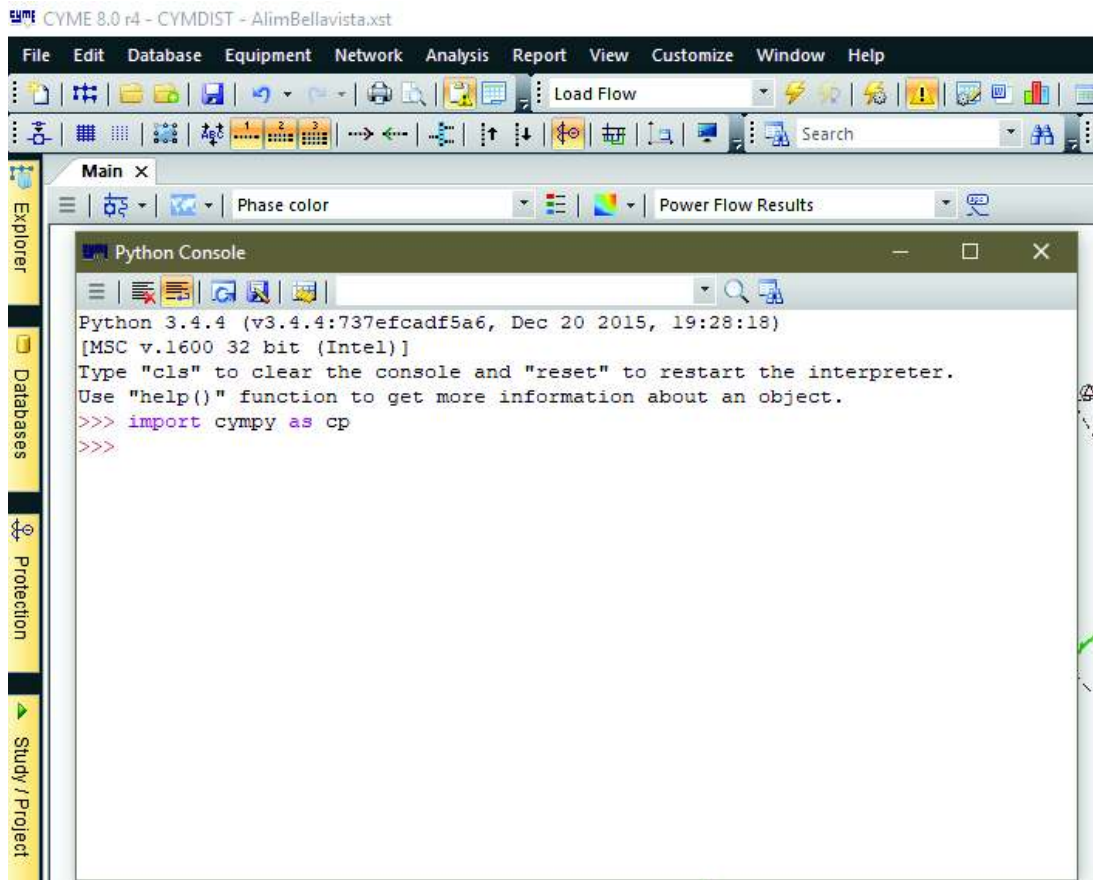 CYME 8.0 r4 - CYMDIST - AlimBellavista.xst
File Edit Database Equipment Network Analysis Report View Customize Window Help
Load Flow
Search
Main
Phase color
Power Flow Results
Explorer
Databases
Protection
Study / Project
Python Console
Python 3.4.4 (v3.4.4:737efcadf5a6, Dec 20 2015, 19:28:18)
[MSC v.1600 32 bit (Intel)]
Type "cls" to clear the console and "reset" to restart the interpreter.
Use "help()" function to get more information about an object.
>>> import cympy as cp
>>>